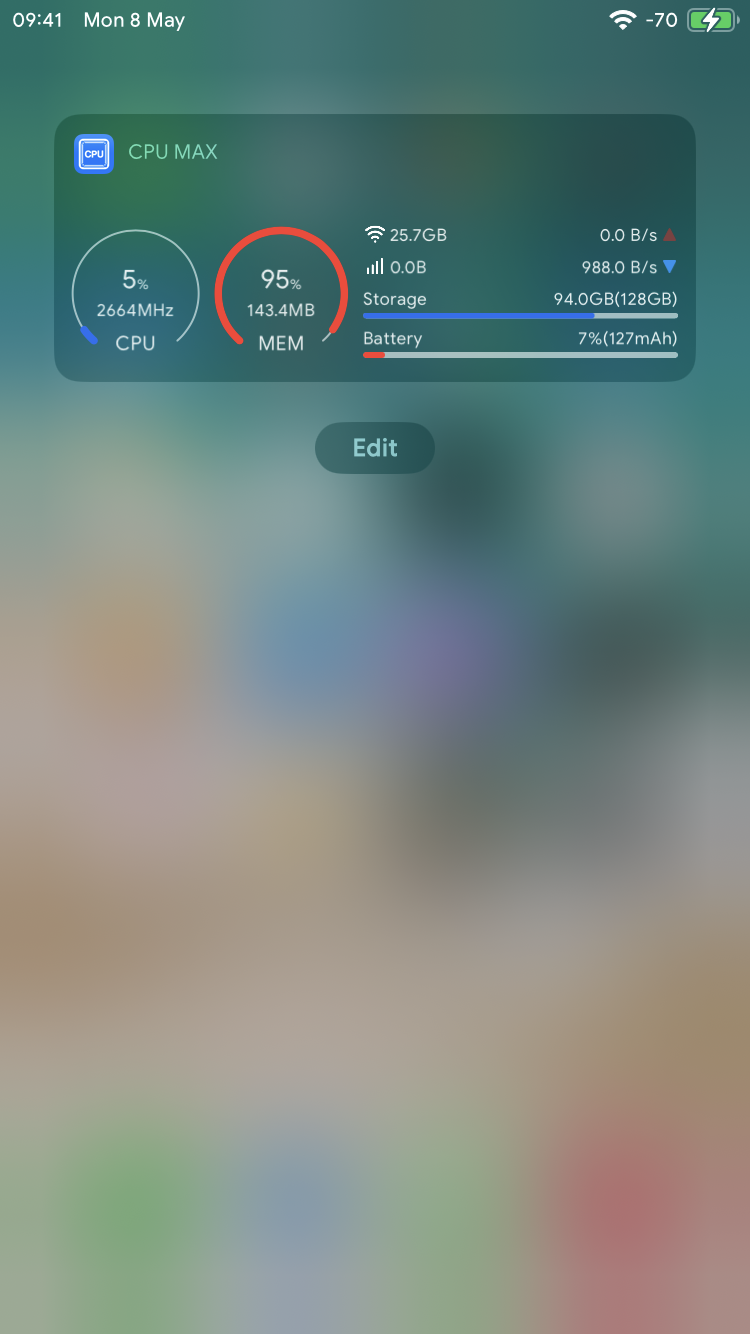 09:41 Mon 8 May -70
CPU
CPU MAX
5%
2664MHz
CPU
95%
143.4MB
MEM
25.7GB 0.0 B/s
0.0B 988.0 B/s
Storage 94.0GB(128GB)
Battery 7%(127mAh)
Edit